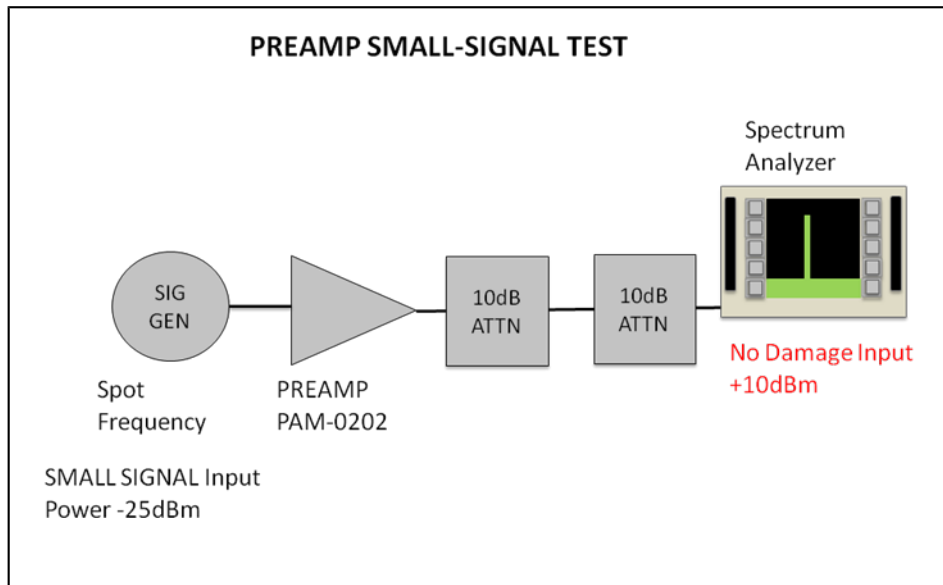 PREAMP SMALL-SIGNAL TEST
Spectrum
Analyzer
SIG
GEN
10dB
ATTN
10dB
ATTN
No Damage Input
+10dBm
Spot
Frequency
PREAMP
PAM-0202
SMALL SIGNAL Input
Power -25dBm